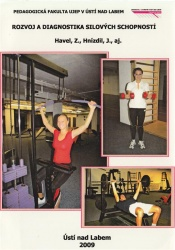 PEDAGOGICKÁ FAKULTA UJEP V ÚSTÍ NAD LABEM
ROZVOJ A DIAGNOSTIKA SILOVÝCH SCHOPNOSTÍ
Havel, Z., Hnízdil, J., aj.
Ústí nad Labem
2009